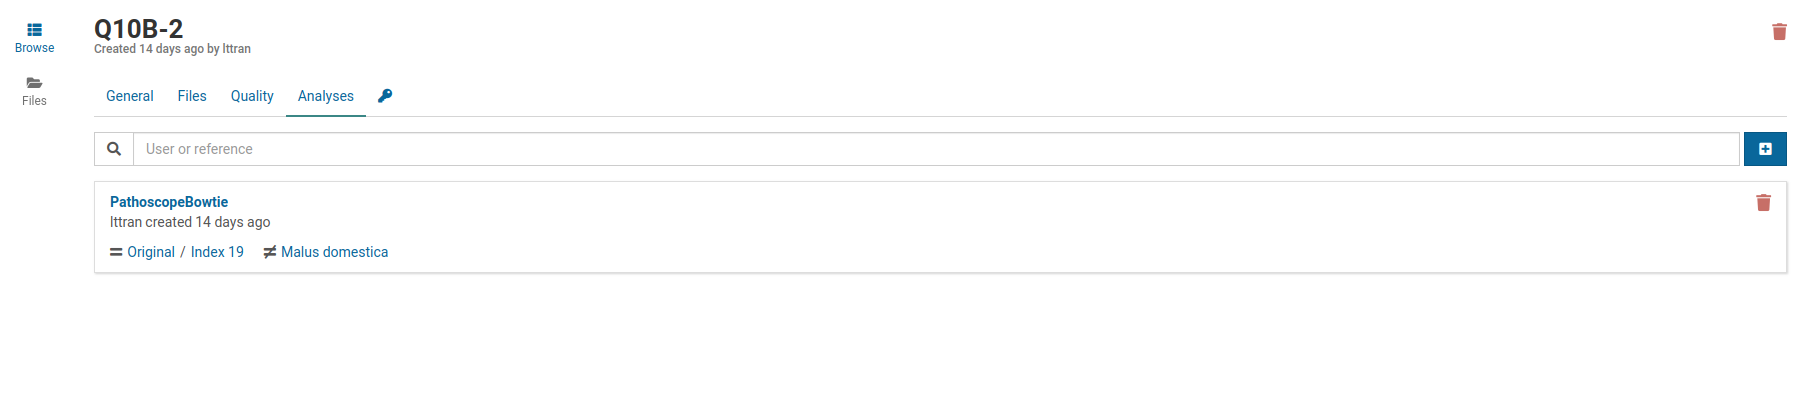 Browse
Files
Q10B-2
Created 14 days ago by lttran
General Files Quality Analyses
User or reference
PathoscopeBowtie
lttran created 14 days ago
Original / Index 19 Malus domestica